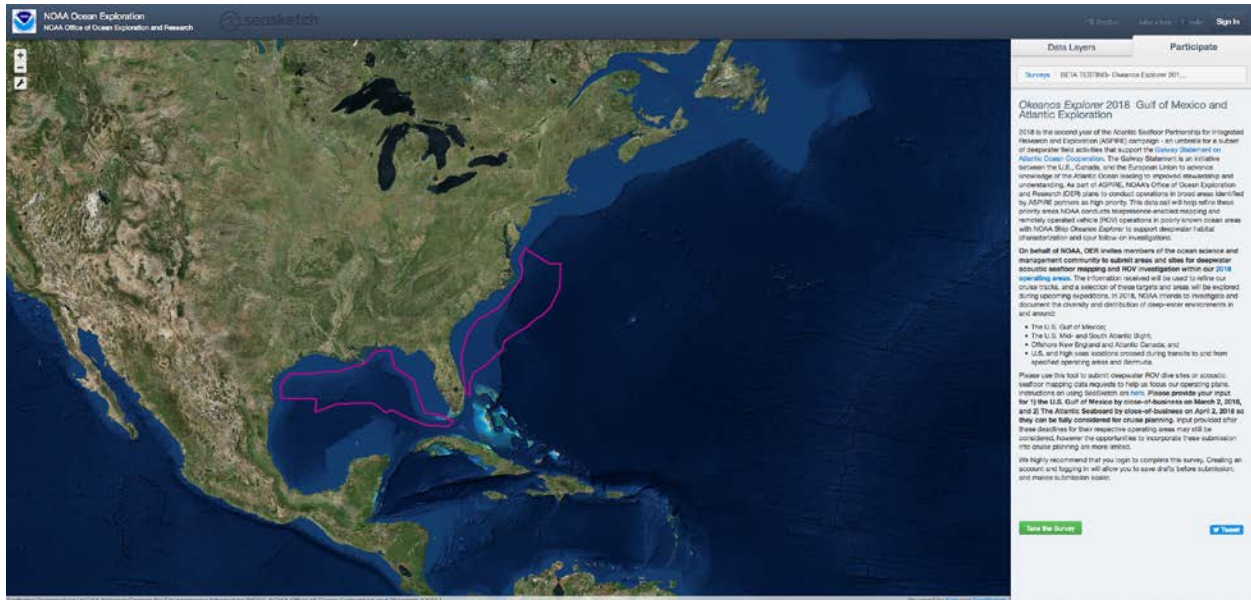 NOAA Ocean Exploration
NOAA Office of Ocean Exploration and Research
seasketch
Sign In
Data Layers
Participate
Surveys
BETA TESTING- Okeanos Explorer 201...
Okeanos Explorer 2018 Gulf of Mexico and
Atlantic Exploration
2018 is the second year of the Atlantic Seafloor Partnership for Integrated
Research and Exploration (ASPIRE) campaign - an umbrella for a subset
of deepwater field activities that support the Galway Statement on
Atlantic Ocean Cooperation. The Galway Statement is an initiative
between the U.S., Canada, and the European Union to advance
knowledge of the Atlantic Ocean leading to improved stewardship and
understanding. As part of ASPIRE, NOAA's Office of Ocean Exploration
and Research (OER) plans to conduct operations in broad areas identified
by ASPIRE partners as high priority. This data call will help refine these
priority areas NOAA conducts telepresence-enabled mapping and
remotely operated vehicle (ROV) operations in poorly known ocean areas
with NOAA Ship Okeanos Explorer to support deepwater habitat
characterization and spur follow-on investigations.
On behalf of NOAA, OER invites members of the ocean science and
management community to submit areas and sites for deepwater
acoustic seafloor mapping and ROV investigation within our 2018
operating areas. The information received will be used to refine our
cruise tracks, and a selection of these targets and areas will be explored
during upcoming expeditions. In 2018, NOAA intends to investigate and
document the diversity and distribution of deep-water environments in
and around:
• The U.S. Gulf of Mexico;
• The U.S. Mid- and South Atlantic Bight;
• Offshore New England and Atlantic Canada; and
• U.S. and high seas locations crossed during transits to and from
specified operating areas and Bermuda.
Please use this tool to submit deepwater ROV dive sites or acoustic
seafloor mapping data requests to help us focus our operating plans.
Instructions on using SeaSketch are here. Please provide your input
for 1) the U.S. Gulf of Mexico by close-of-business on March 2, 2018,
and 2) The Atlantic Seaboard by close-of-business on April 2, 2018 so
they can be fully considered for cruise planning. Input provided after
these deadlines for their respective operating areas may still be
considered, however the opportunities to incorporate these submission
into cruise planning are more limited.
We highly recommend that you login to complete this survey. Creating an
account and logging in will allow you to save drafts before submission,
and makes submission easier.
Take the Survey
Tweet